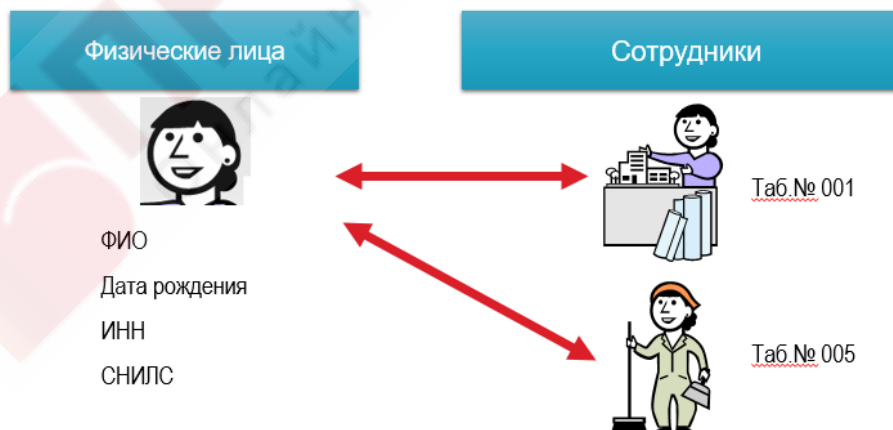 Физические лица
Сотрудники
Таб.№ 001
ФИО
Дата рождения
ИНН
СНИЛС
Таб.№ 005